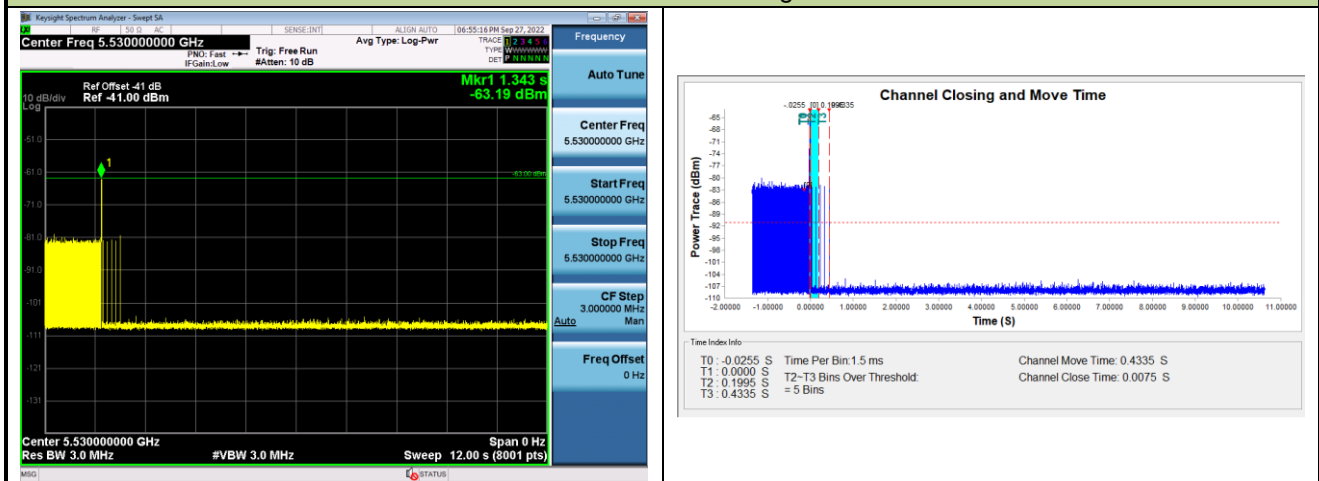 Keysight Spectrum Analyzer - Swept SA
RF 50 Ω AC SENSE:INT ALIGN AUTO 06:55:16 PM Sep 27, 2022
Center Freq 5.530000000 GHz
PNO: Fast
IFGain:Low
Trig: Free Run
#Atten: 10 dB
Avg Type: Log-Pwr
TRACE 1 2 3 4 5 6
TYPE WWWWWW
DET P N N N N N
Ref Offset -41 dB
Ref -41.00 dBm
10 dB/div
Log
Mkr1 1.343 s
-63.19 dBm
1
-63.00 dBm
-51.0
-61.0
-71.0
-81.0
-91.0
-101
-111
-121
-131
Center 5.530000000 GHz
Span 0 Hz
Res BW 3.0 MHz
#VBW 3.0 MHz
Sweep 12.00 s (8001 pts)
MSG
STATUS
Frequency
Auto Tune
Center Freq
5.530000000 GHz
Start Freq
5.530000000 GHz
Stop Freq
5.530000000 GHz
CF Step
3.000000 MHz
Auto Man
Freq Offset
0 Hz
Channel Closing and Move Time
Power Trace (dBm)
-65
-68
-71
-74
-77
-80
-83
-86
-89
-92
-95
-98
-101
-104
-107
-110
-2.00000 -1.00000 0.00000 1.00000 2.00000 3.00000 4.00000 5.00000 6.00000 7.00000 8.00000 9.00000 10.00000 11.00000
Time (S)
Time Index Info
T0 : -0.0255 S
T1 : 0.0000 S
T2 : 0.1995 S
T3 : 0.4335 S
Time Per Bin:1.5 ms
T2~T3 Bins Over Threshold:
= 5 Bins
Channel Move Time: 0.4335 S
Channel Close Time: 0.0075 S